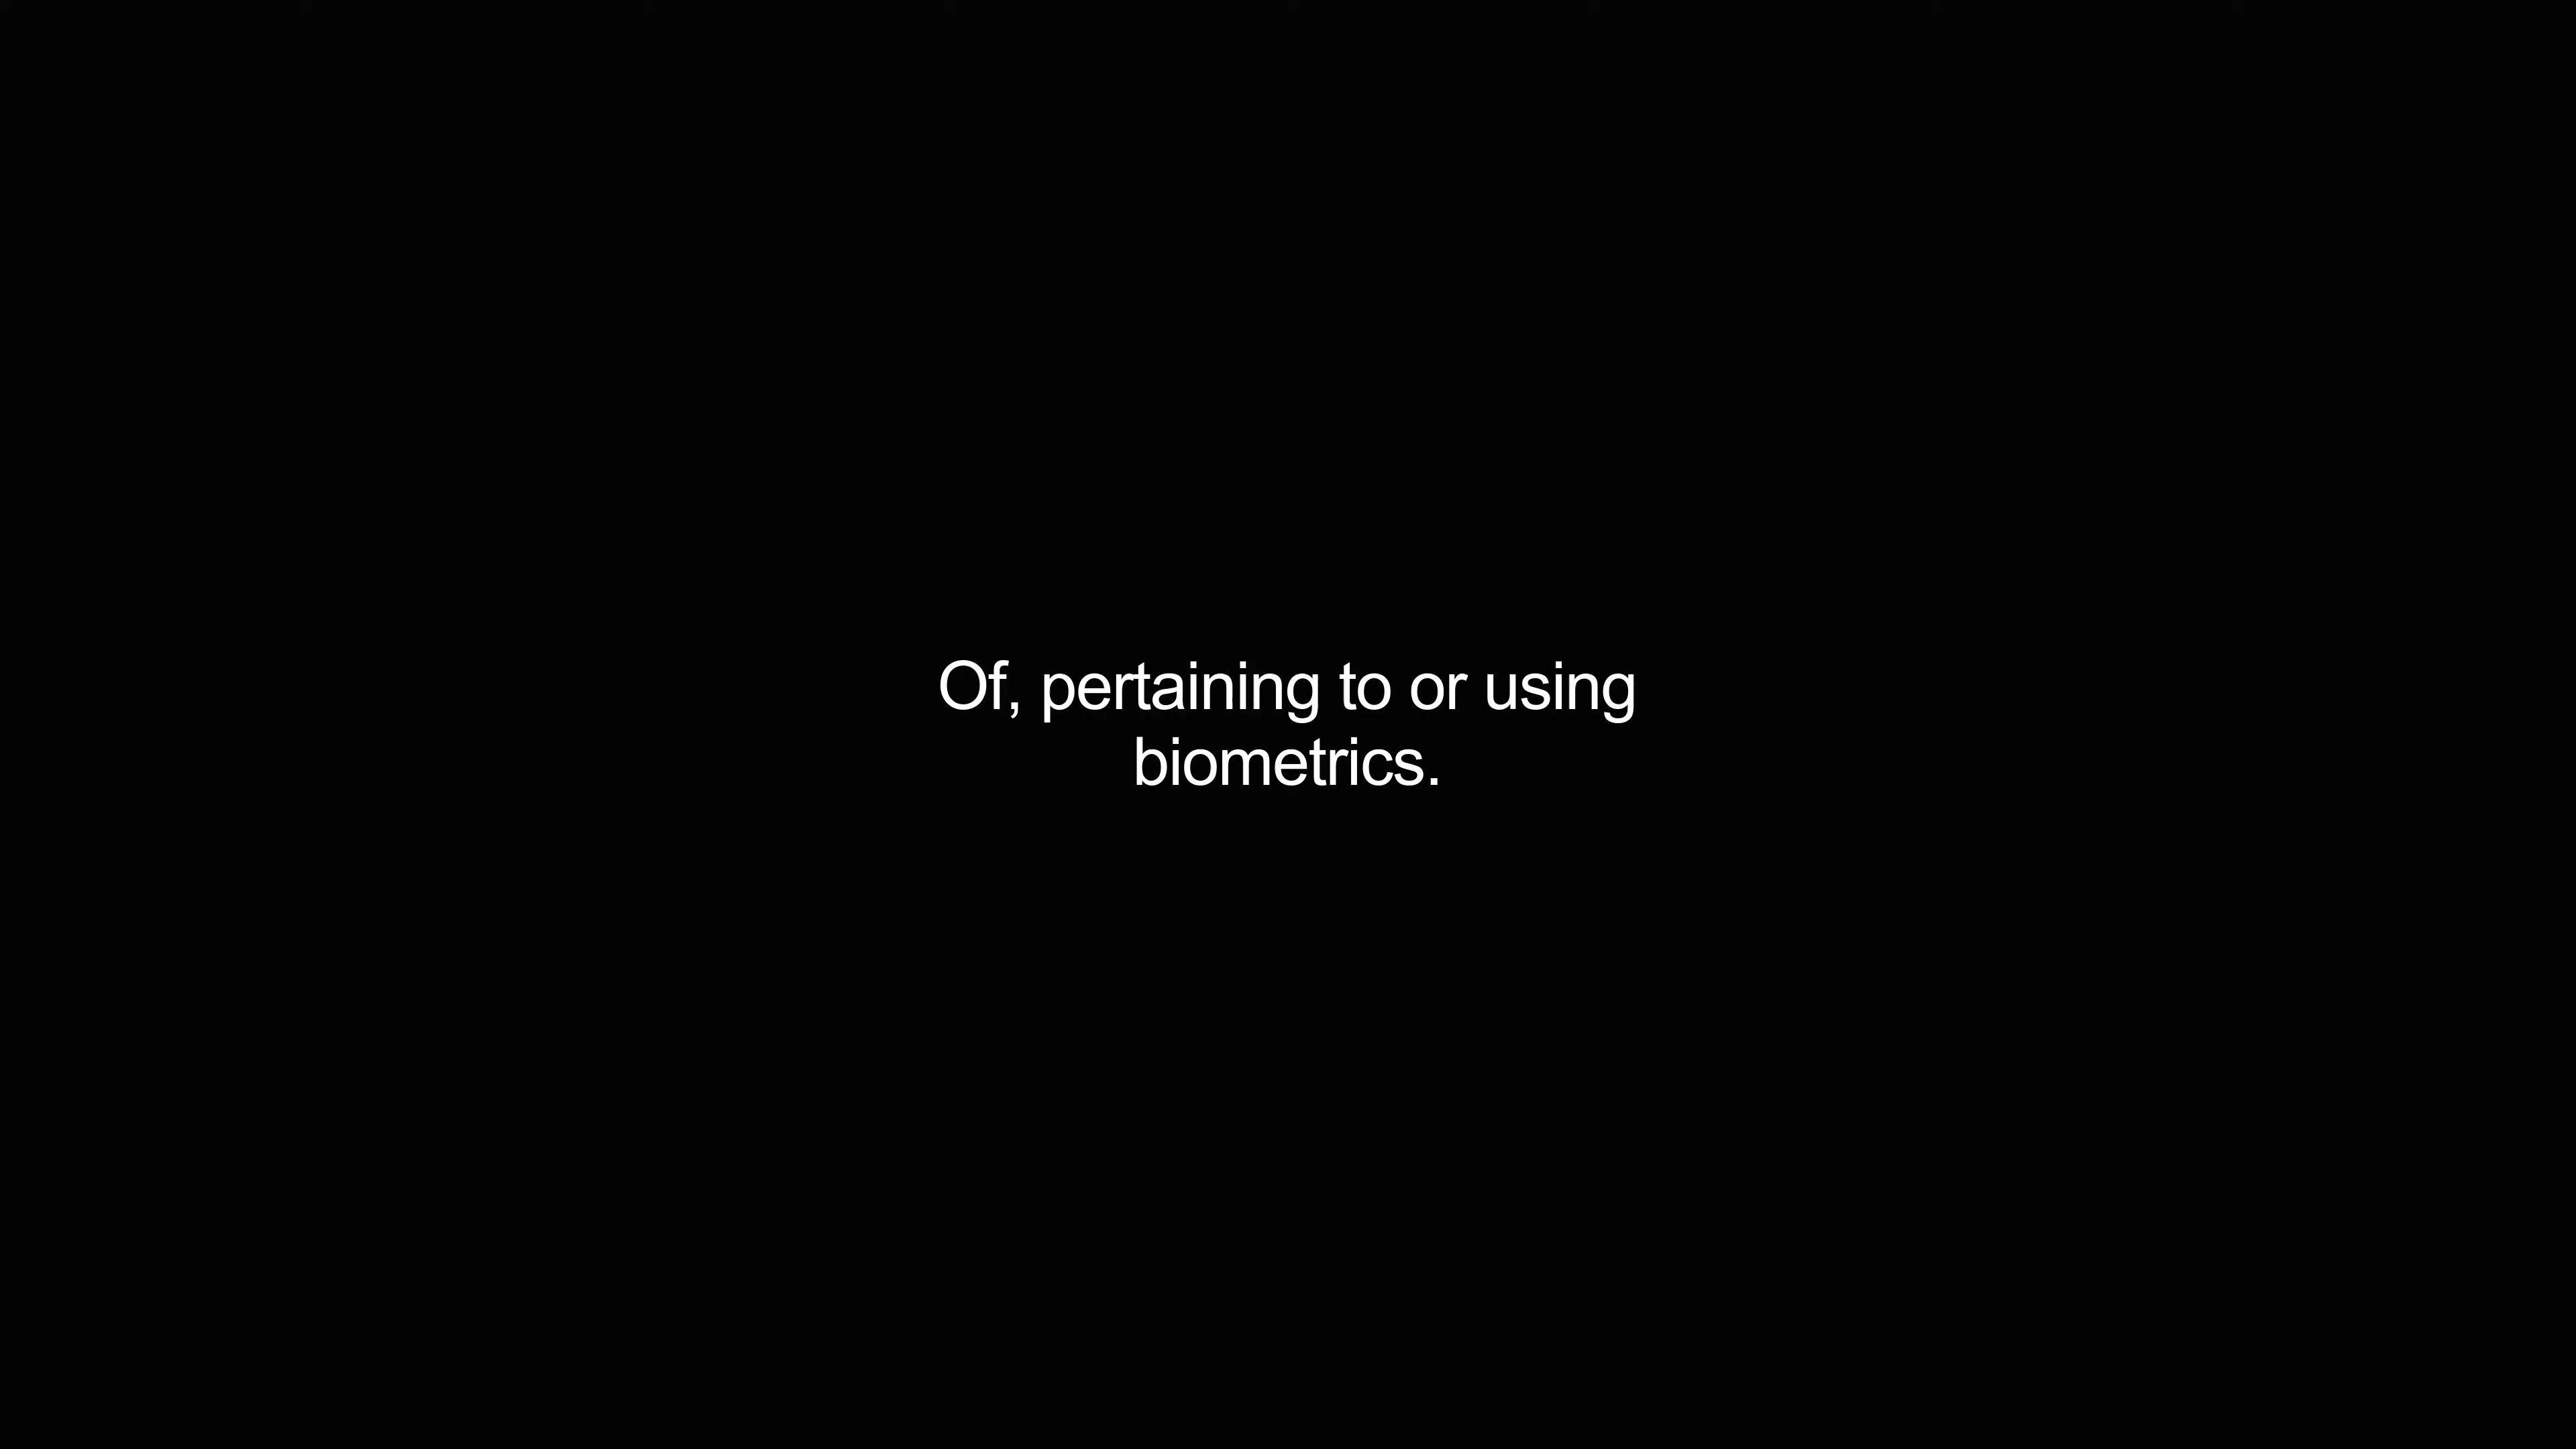 Of, pertaining to or using
biometrics.